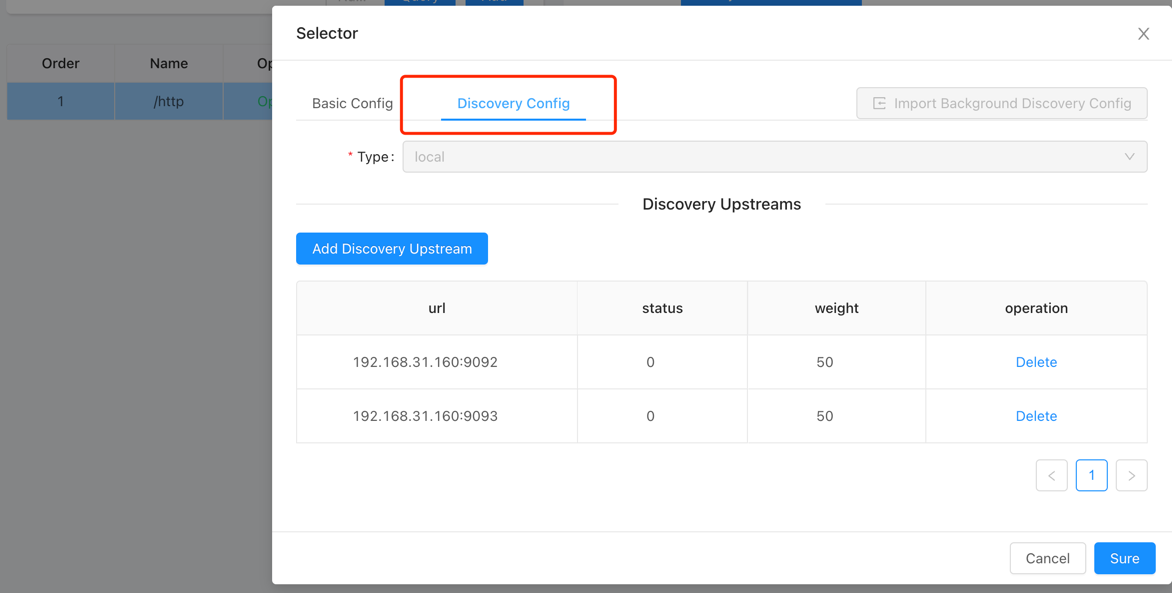 Selector
Order Name
1 /http
Basic Config Discovery Config Import Background Discovery Config
* Type: local
Discovery Upstreams
Add Discovery Upstream
url status weight operation
192.168.31.160:9092 0 50 Delete
192.168.31.160:9093 0 50 Delete
< 1 >
Cancel Sure